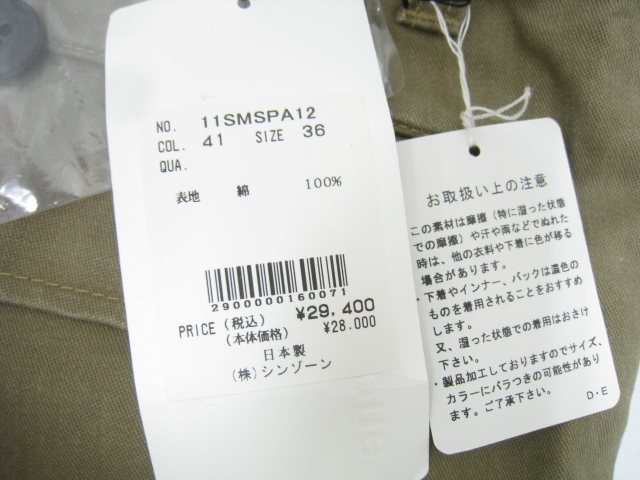 NO. 11SMSPA12
COL. 41 SIZE 36
QUA.
表地 綿 100%
2900000160071
PRICE (税込) ¥29,400
(本体価格) ¥28,000
日本製
(株) シンゾーン
お取扱い上の注意
この素材は摩擦(特に湿った状態
での摩擦)や汗や雨などでぬれた
時は、他の衣料や下着に色が移る
場合があります。
・下着やインナー、バックは濃色の
ものを着用されることをおすすめ
します。
又、湿った状態での着用はおさけ
下さい。
・製品加工しておりますのでサイズ、
カラーにバラつきの可能性があり
ます。ご了承下さい。
D・E